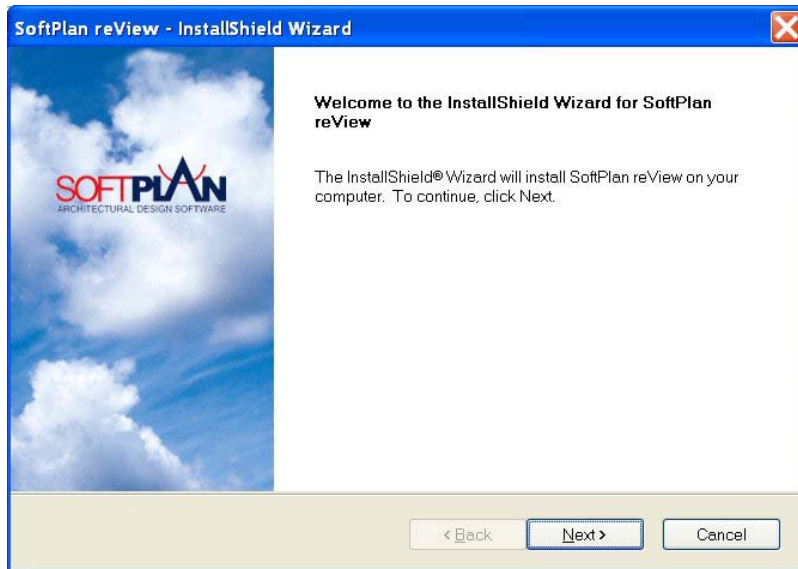 SoftPlan reView - InstallShield Wizard
SOFTPLAN
ARCHITECTURAL DESIGN SOFTWARE
Welcome to the InstallShield Wizard for SoftPlan
reView
The InstallShield® Wizard will install SoftPlan reView on your
computer. To continue, click Next.
< Back
Next >
Cancel